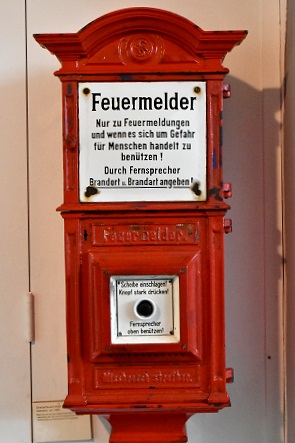 Feuermelder
Nur zu Feuermeldungen
und wenn es sich um Gefahr
für Menschen handelt zu
benützen !
Durch Fernsprecher
Brandort u. Brandart angeben !
Feuermelder.
Scheibe einschlagen!
Knopf stark drücken!
Fernsprecher
oben benützen!